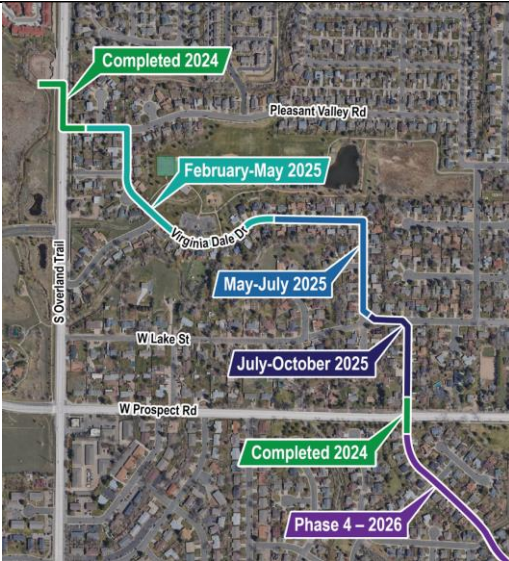 Completed 2024
Pleasant Valley Rd
February-May 2025
Virginia Dale Dr
S Overland Trail
May-July 2025
W Lake St
July-October 2025
W Prospect Rd
Completed 2024
Phase 4 – 2026